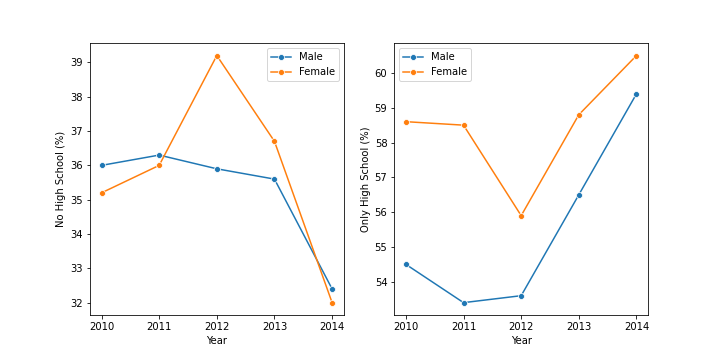 No High School (%)
39
38
37
36
35
34
33
32
2010 2011 2012 2013 2014
Year
Male
Female
Only High School (%)
60
59
58
57
56
55
54
2010 2011 2012 2013 2014
Year
Male
Female